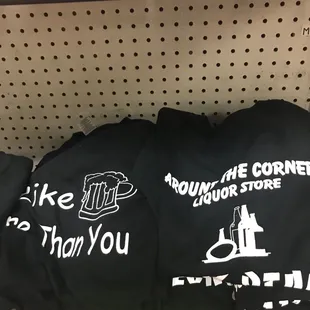 Like
Than You
AROUND THE CORNER
LIQUOR STORE